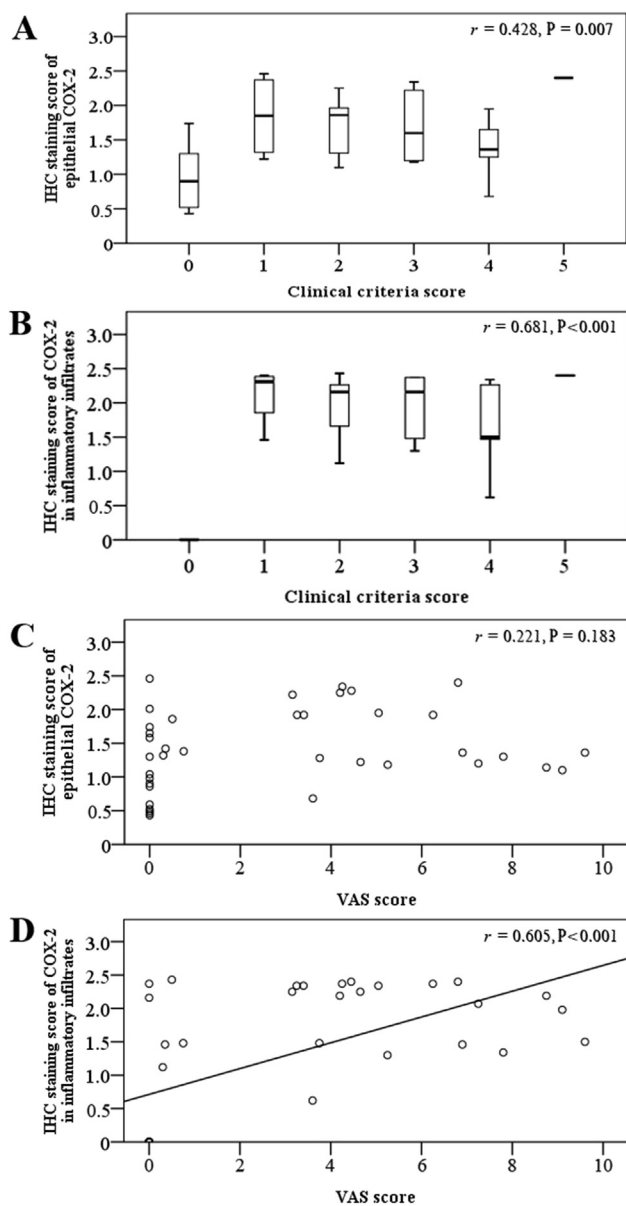 A
r = 0.428, P = 0.007
IHC staining score of
epithelial COX-2
3.0
2.5
2.0
1.5
1.0
0.5
0
0 1 2 3 4 5
Clinical criteria score
B
r = 0.681, P<0.001
IHC staining score of COX-2
in inflammatory infiltrates
3.0
2.5
2.0
1.5
1.0
0.5
0
0 1 2 3 4 5
Clinical criteria score
C
r = 0.221, P = 0.183
IHC staining score of
epithelial COX-2
3.0
2.5
2.0
1.5
1.0
0.5
0
0 2 4 6 8 10
VAS score
D
r = 0.605, P<0.001
IHC staining score of COX-2
in inflammatory infiltrates
3.0
2.5
2.0
1.5
1.0
0.5
0
0 2 4 6 8 10
VAS score